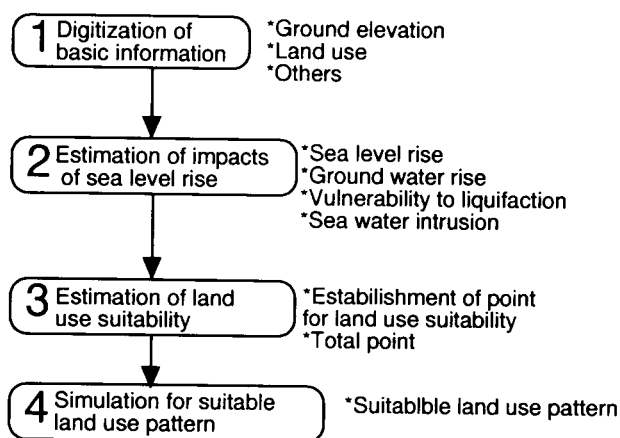 1 Digitization of
basic information
*Ground elevation
*Land use
*Others
2 Estimation of impacts
of sea level rise
*Sea level rise
*Ground water rise
*Vulnerability to liquifaction
*Sea water intrusion
3 Estimation of land
use suitability
*Estabilishment of point
for land use suitability
*Total point
4 Simulation for suitable
land use pattern
*Suitablble land use pattern